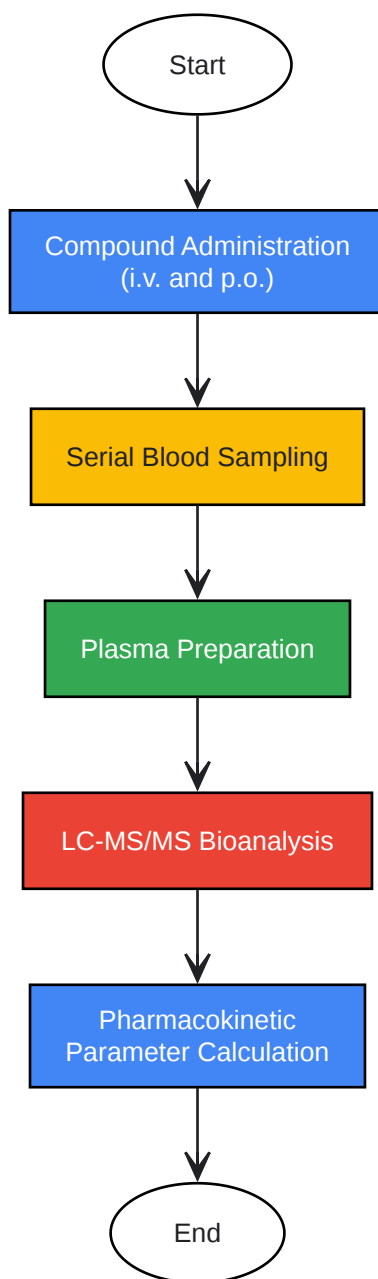 Start
Compound Administration
(i.v. and p.o.)
Serial Blood Sampling
Plasma Preparation
LC-MS/MS Bioanalysis
Pharmacokinetic
Parameter Calculation
End